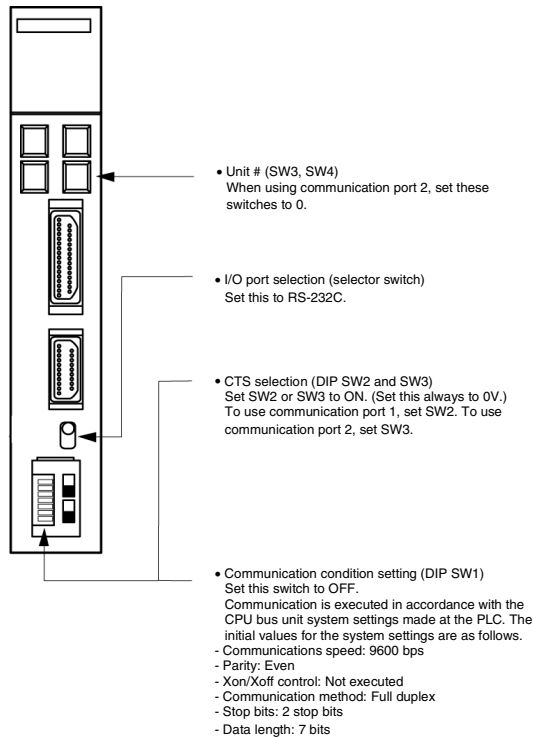 • Unit # (SW3, SW4)
When using communication port 2, set these
switches to 0.
• I/O port selection (selector switch)
Set this to RS-232C.
• CTS selection (DIP SW2 and SW3)
Set SW2 or SW3 to ON. (Set this always to 0V.)
To use communication port 1, set SW2. To use
communication port 2, set SW3.
• Communication condition setting (DIP SW1)
Set this switch to OFF.
Communication is executed in accordance with the
CPU bus unit system settings made at the PLC. The
initial values for the system settings are as follows.
- Communications speed: 9600 bps
- Parity: Even
- Xon/Xoff control: Not executed
- Communication method: Full duplex
- Stop bits: 2 stop bits
- Data length: 7 bits